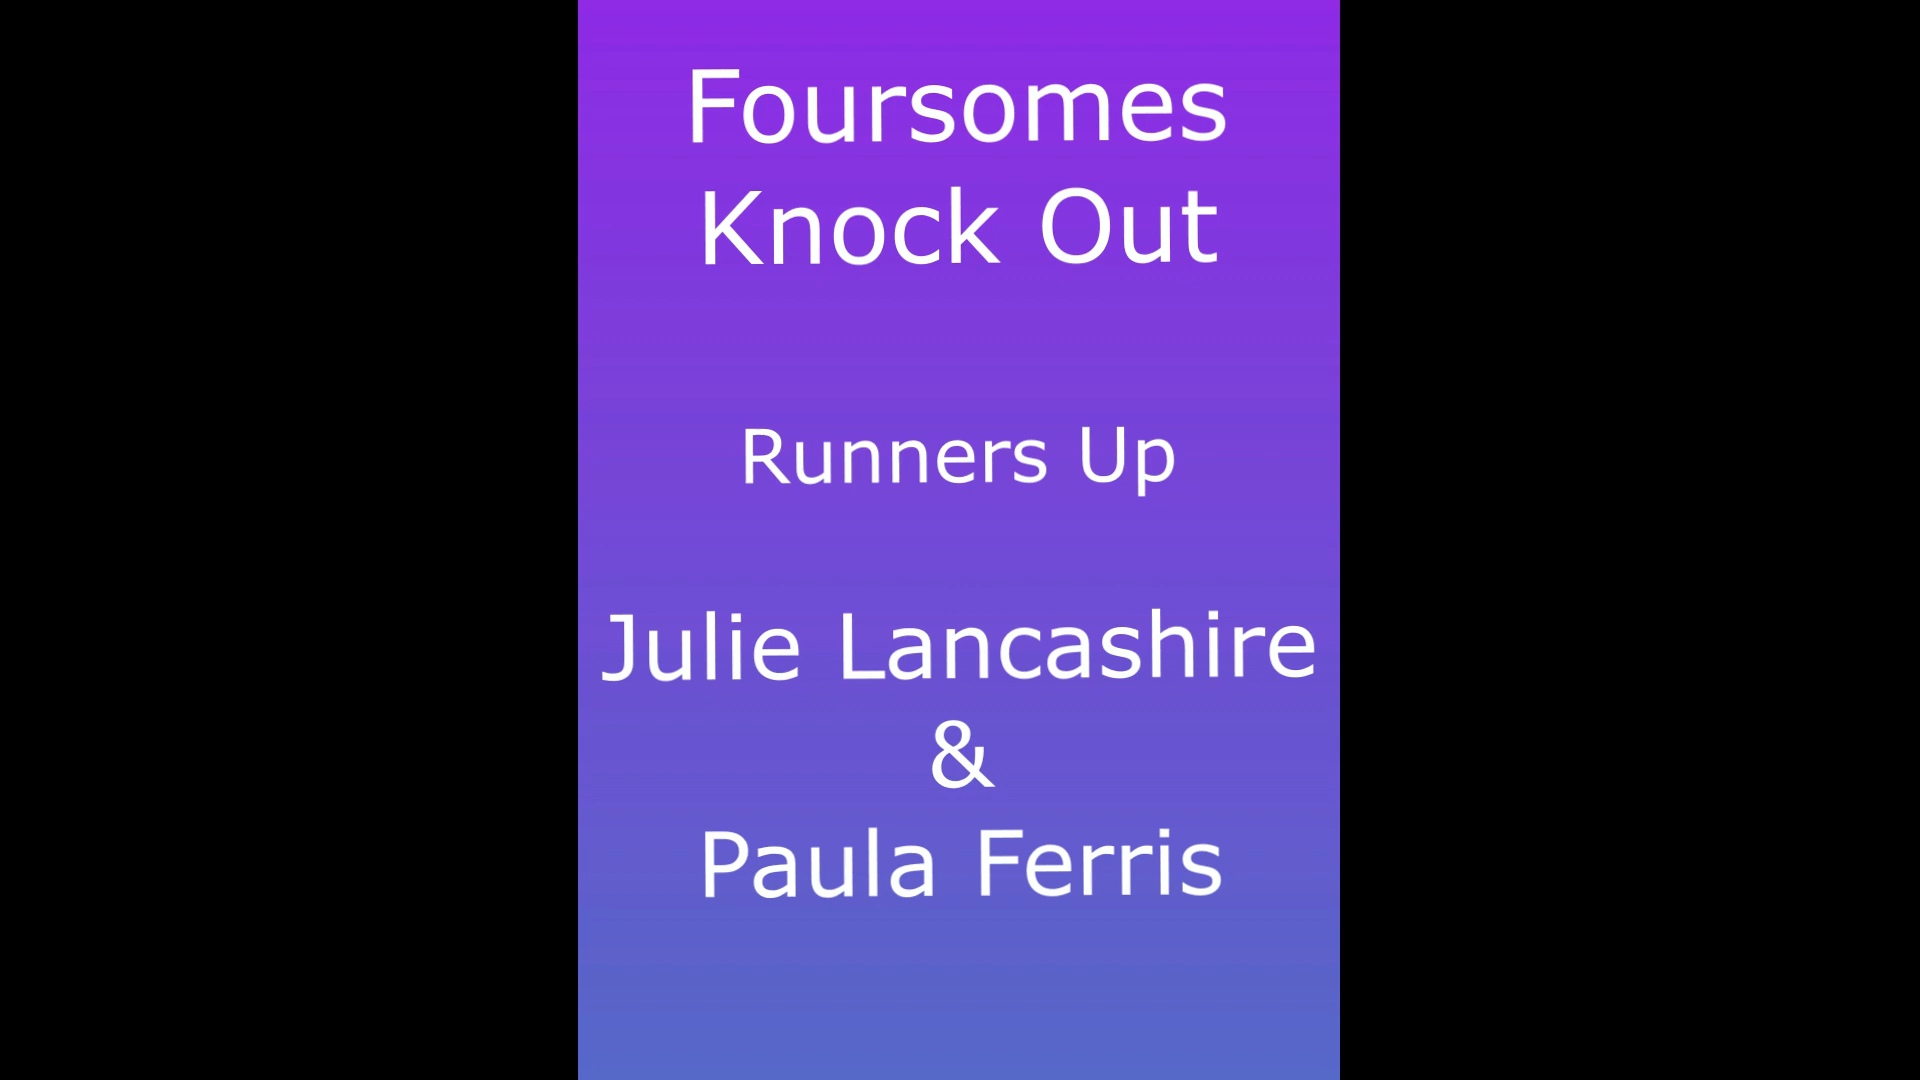 Foursomes
Knock Out
Runners Up
Julie Lancashire
&
Paula Ferris